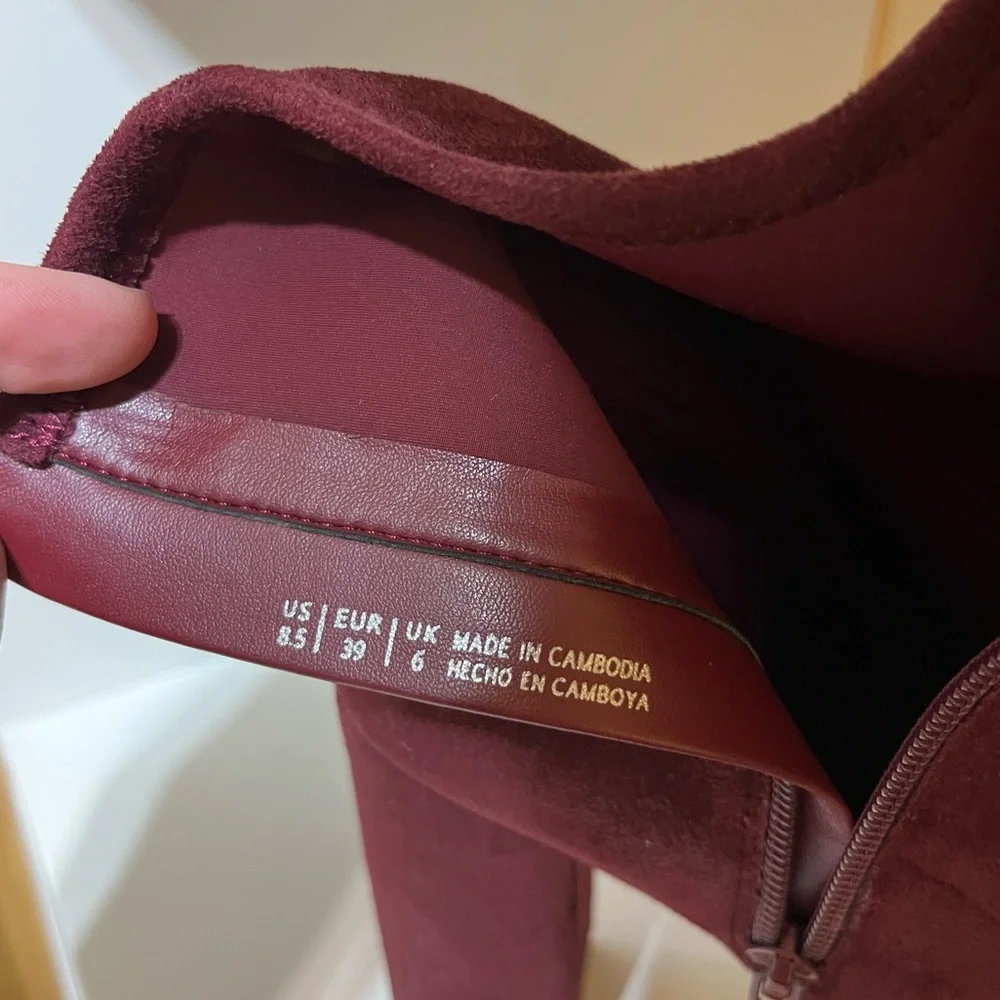 US | EUR | UK MADE IN CAMBODIA
8.5 | 39 | 6 HECHO EN CAMBOYA